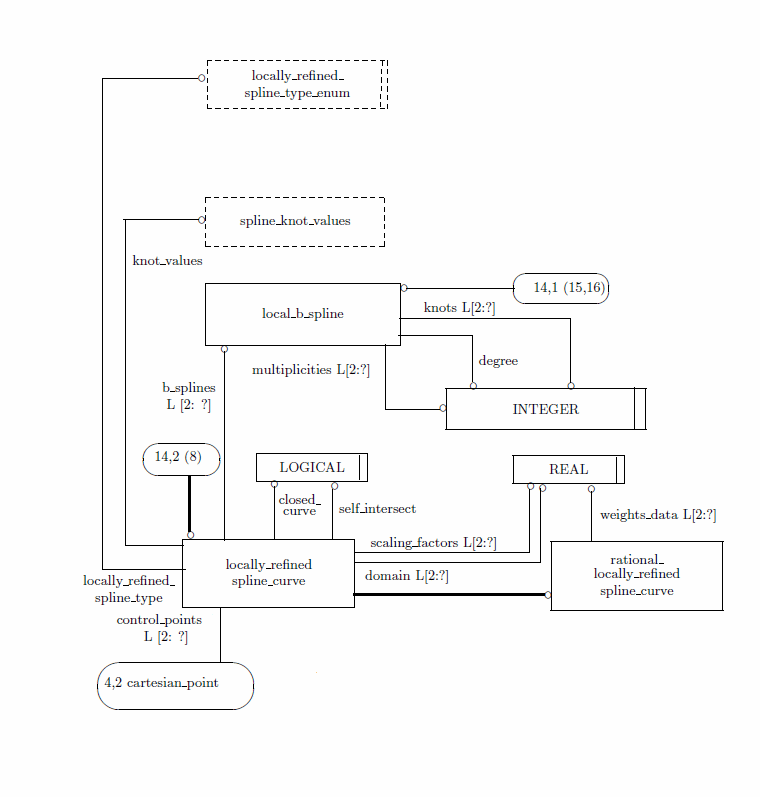 locally_refined_
spline_type_enum
spline_knot_values
knot_values
14,1 (15,16)
knots L[2:?]
local_b_spline
degree
multiplicities L[2:?]
b_splines
L [2: ?]
INTEGER
14,2 (8)
LOGICAL
REAL
closed_
curve
self_intersect
weights_data L[2:?]
scaling_factors L[2:?]
locally_refined
spline_curve
domain L[2:?]
rational_
locally_refined
spline_curve
locally_refined_
spline_type
control_points
L [2: ?]
4,2 cartesian_point